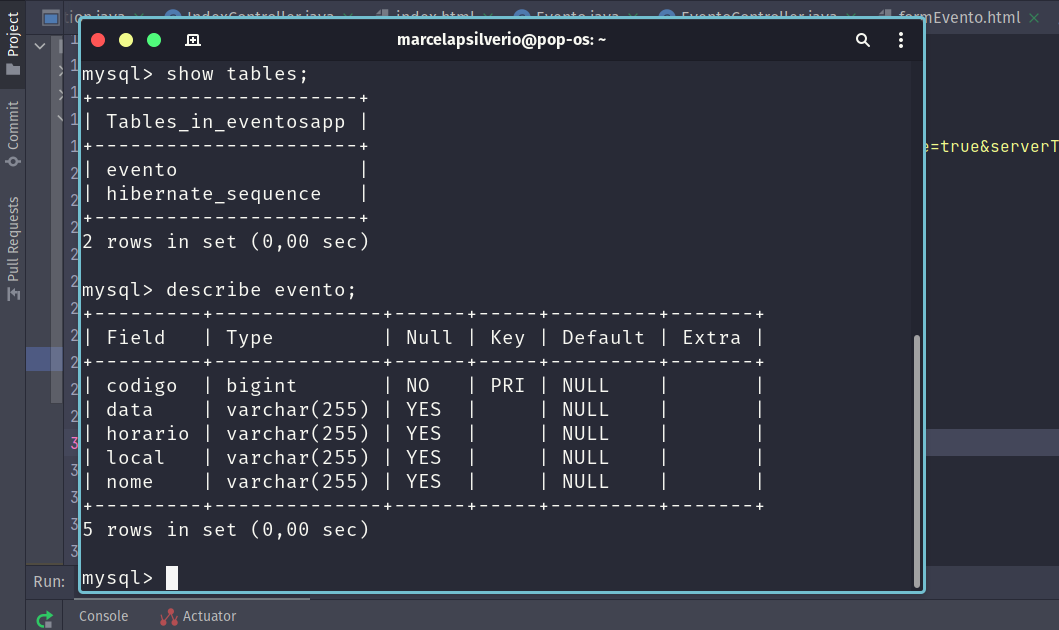 ion.java IndexController.java index.html Evento.java EventoController.java formEvento.html
marcelapsilverio@pop-os: ~
Project
Commit
Pull Requests
mysql> show tables;
+----------------------+
| Tables_in_eventosapp |
+----------------------+
| evento               |
| hibernate_sequence   |
+----------------------+
2 rows in set (0,00 sec)
mysql> describe evento;
+---------+--------------+------+-----+---------+-------+
| Field   | Type         | Null | Key | Default | Extra |
+---------+--------------+------+-----+---------+-------+
| codigo  | bigint       | NO   | PRI | NULL    |       |
| data    | varchar(255) | YES  |     | NULL    |       |
| horario | varchar(255) | YES  |     | NULL    |       |
| local   | varchar(255) | YES  |     | NULL    |       |
| nome    | varchar(255) | YES  |     | NULL    |       |
+---------+--------------+------+-----+---------+-------+
5 rows in set (0,00 sec)
mysql>
e=true&serverT
Run:
Console Actuator